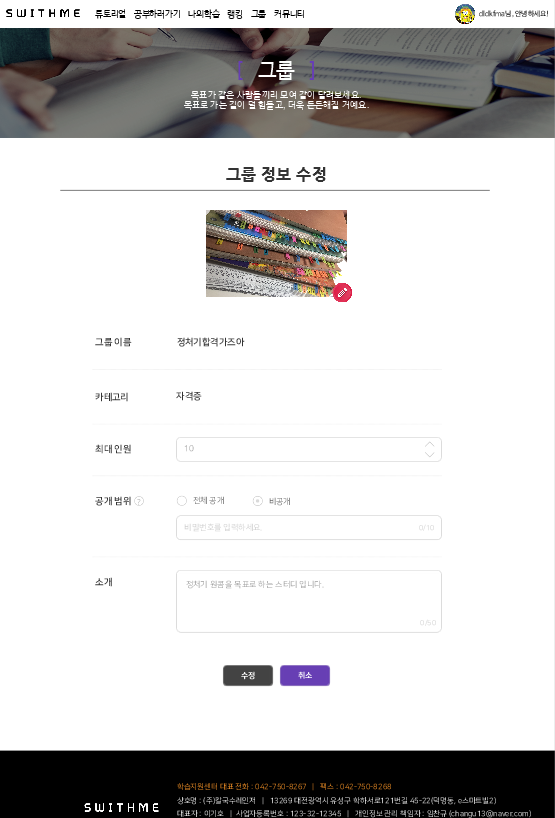 SWITHME 튜토리얼 공부하러가기 나의학습 랭킹 그룹 커뮤니티 dldkfma님, 안녕하세요!
[ 그룹 ]
목표가 같은 사람들끼리 모여 같이 달려보세요.
목표로 가는 길이 덜 힘들고, 더욱 든든해질 거예요.
그룹 정보 수정
그룹 이름 정처기합격가즈아
카테고리 자격증
최대 인원 10
공개 범위 ? 전체 공개 비공개
비밀번호를 입력하세요. 0/10
소개 정처기 원콤을 목표로 하는 스터디 입니다.
0/50
수정 취소
학습지원센터 대표 전화 : 042-750-8267 | 팩스 : 042-750-8268
상호명 : (주)칼국수레인저 | 13269 대전광역시 유성구 학하서로121번길 45-22(덕명동, e스마트빌2)
SWITHME
대표자 : 이기호 | 사업자등록번호 : 123-32-12345 | 개인정보관리 책임자 : 임찬규 (changu13@naver.com)